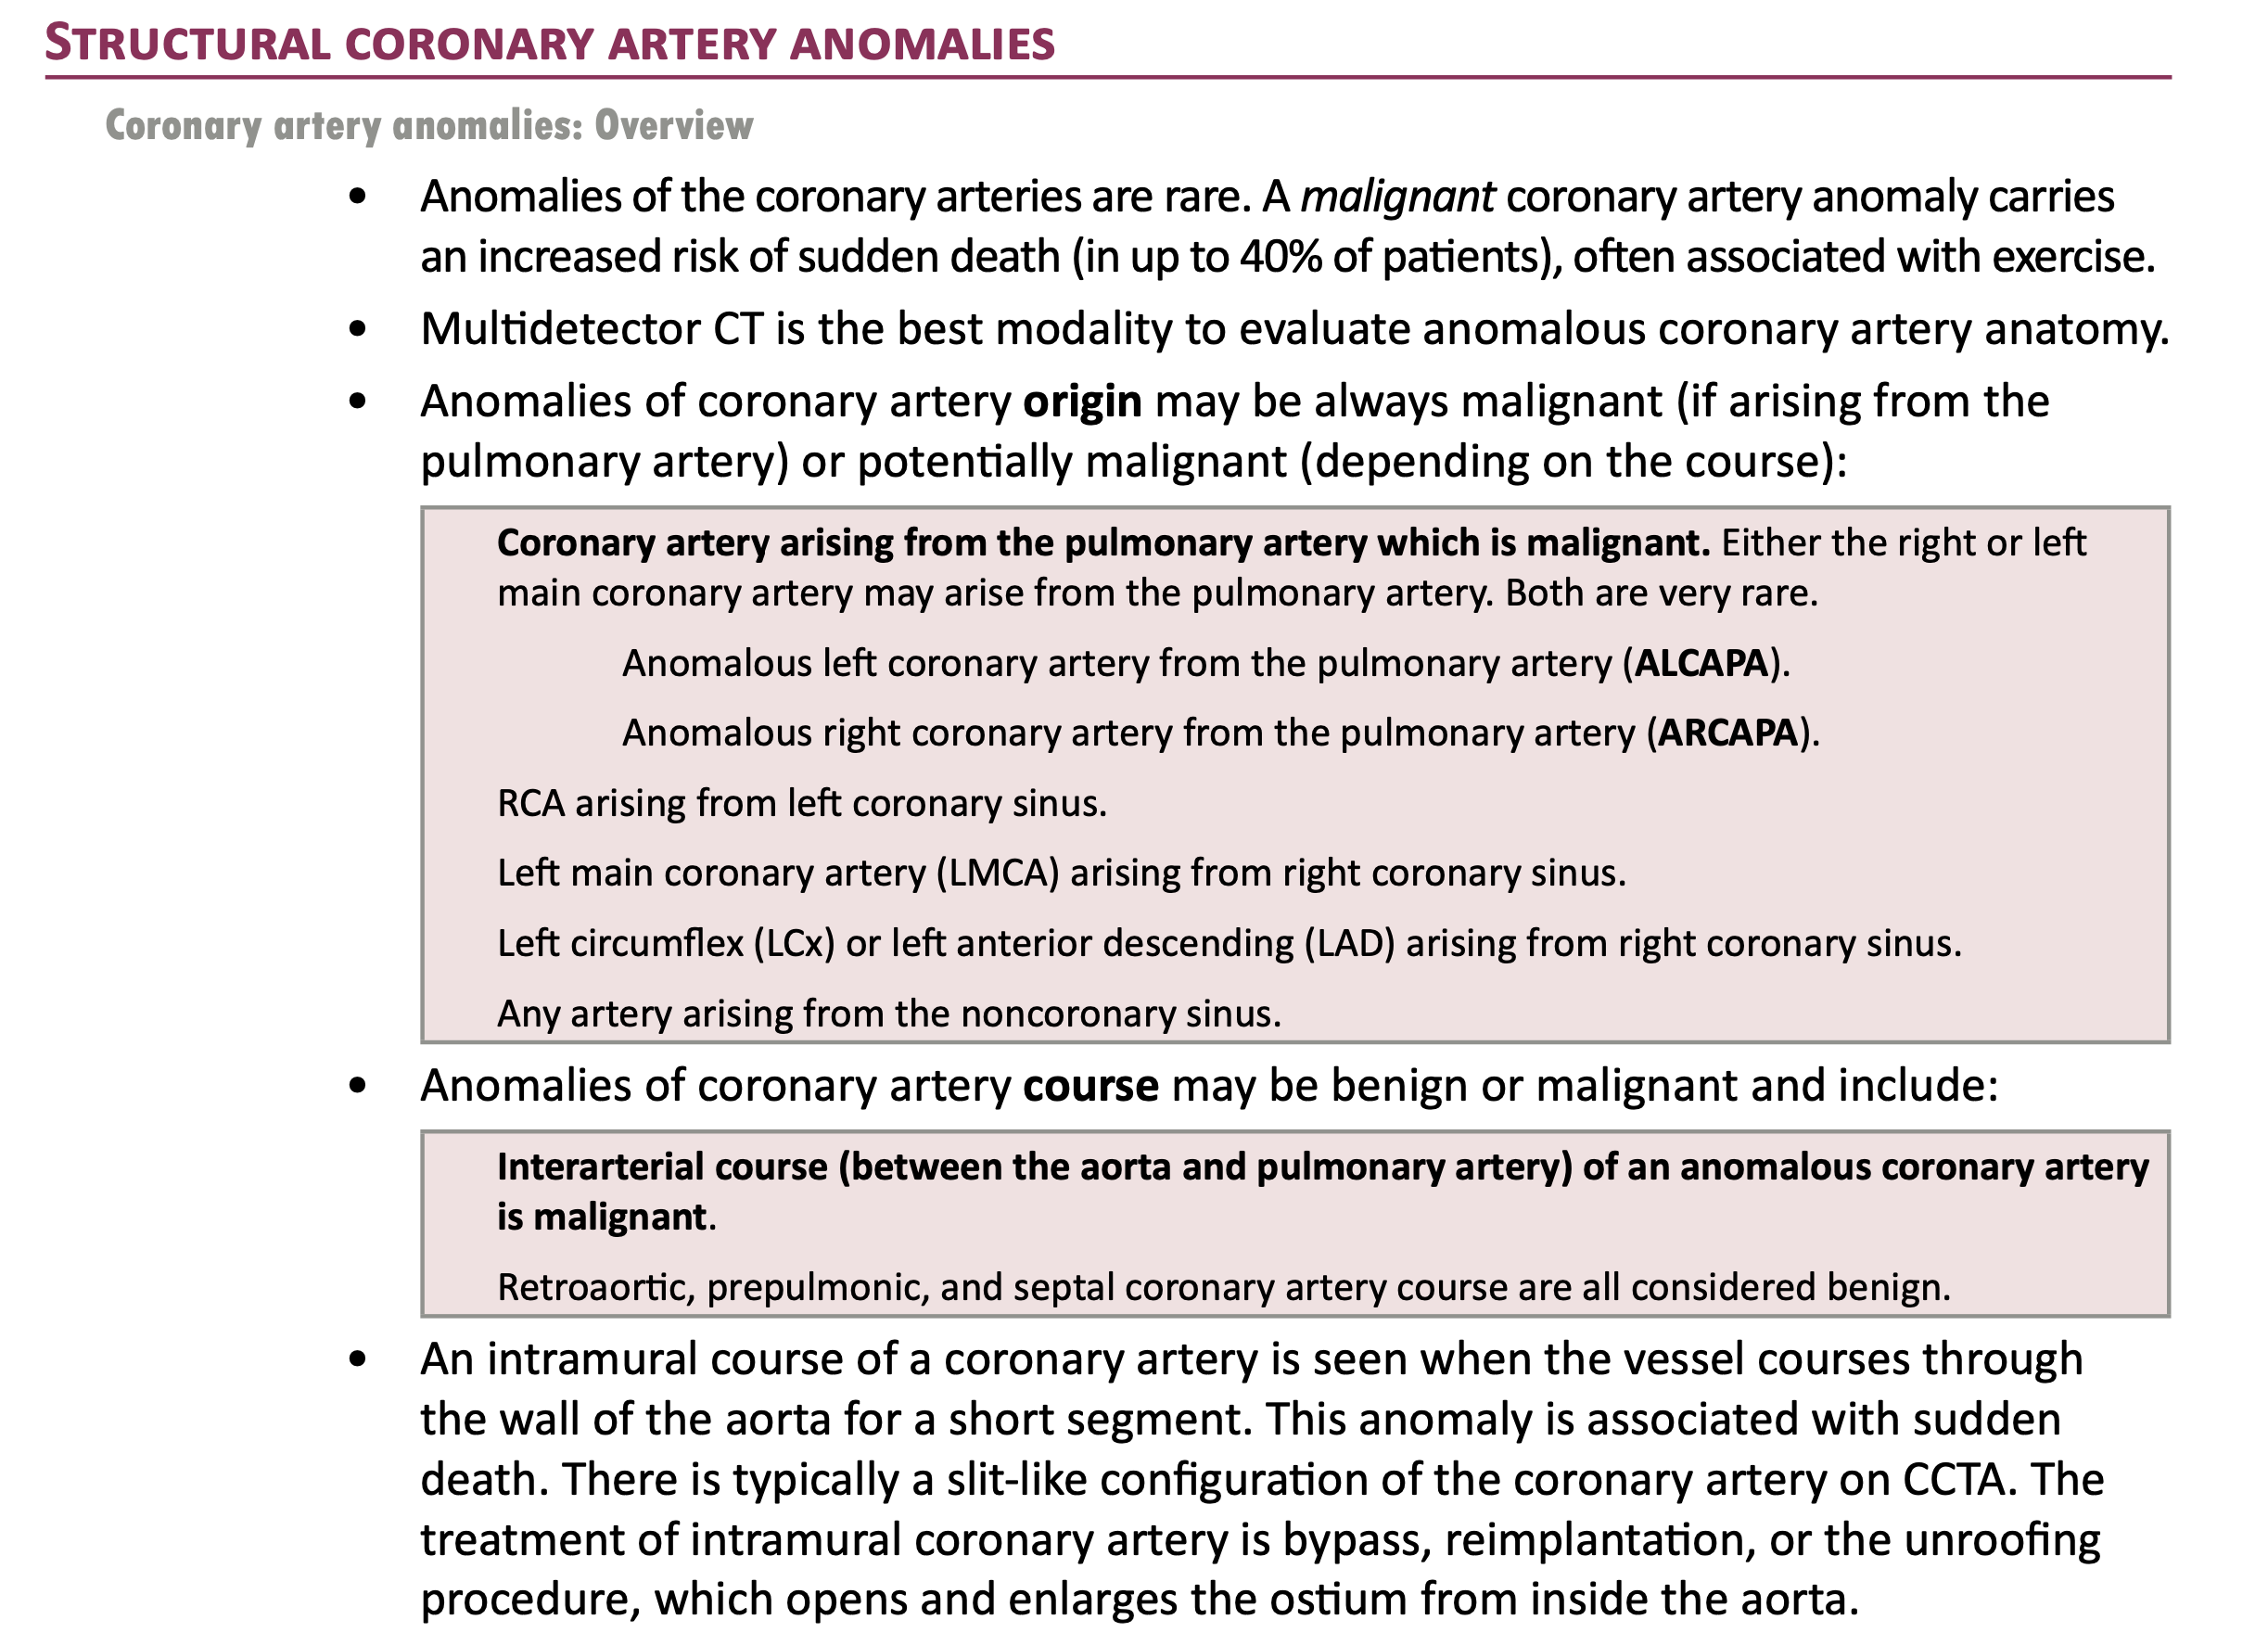 STRUCTURAL CORONARY ARTERY ANOMALIES
Coronary artery anomalies: Overview
• Anomalies of the coronary arteries are rare. A malignant coronary artery anomaly carries
an increased risk of sudden death (in up to 40% of patients), often associated with exercise.
• Multidetector CT is the best modality to evaluate anomalous coronary artery anatomy.
• Anomalies of coronary artery origin may be always malignant (if arising from the
pulmonary artery) or potentially malignant (depending on the course):
Coronary artery arising from the pulmonary artery which is malignant. Either the right or left
main coronary artery may arise from the pulmonary artery. Both are very rare.
Anomalous left coronary artery from the pulmonary artery (ALCAPA).
Anomalous right coronary artery from the pulmonary artery (ARCAPA).
RCA arising from left coronary sinus.
Left main coronary artery (LMCA) arising from right coronary sinus.
Left circumflex (LCx) or left anterior descending (LAD) arising from right coronary sinus.
Any artery arising from the noncoronary sinus.
• Anomalies of coronary artery course may be benign or malignant and include:
Interarterial course (between the aorta and pulmonary artery) of an anomalous coronary artery
is malignant.
Retroaortic, prepulmonic, and septal coronary artery course are all considered benign.
• An intramural course of a coronary artery is seen when the vessel courses through
the wall of the aorta for a short segment. This anomaly is associated with sudden
death. There is typically a slit-like configuration of the coronary artery on CCTA. The
treatment of intramural coronary artery is bypass, reimplantation, or the unroofing
procedure, which opens and enlarges the ostium from inside the aorta.